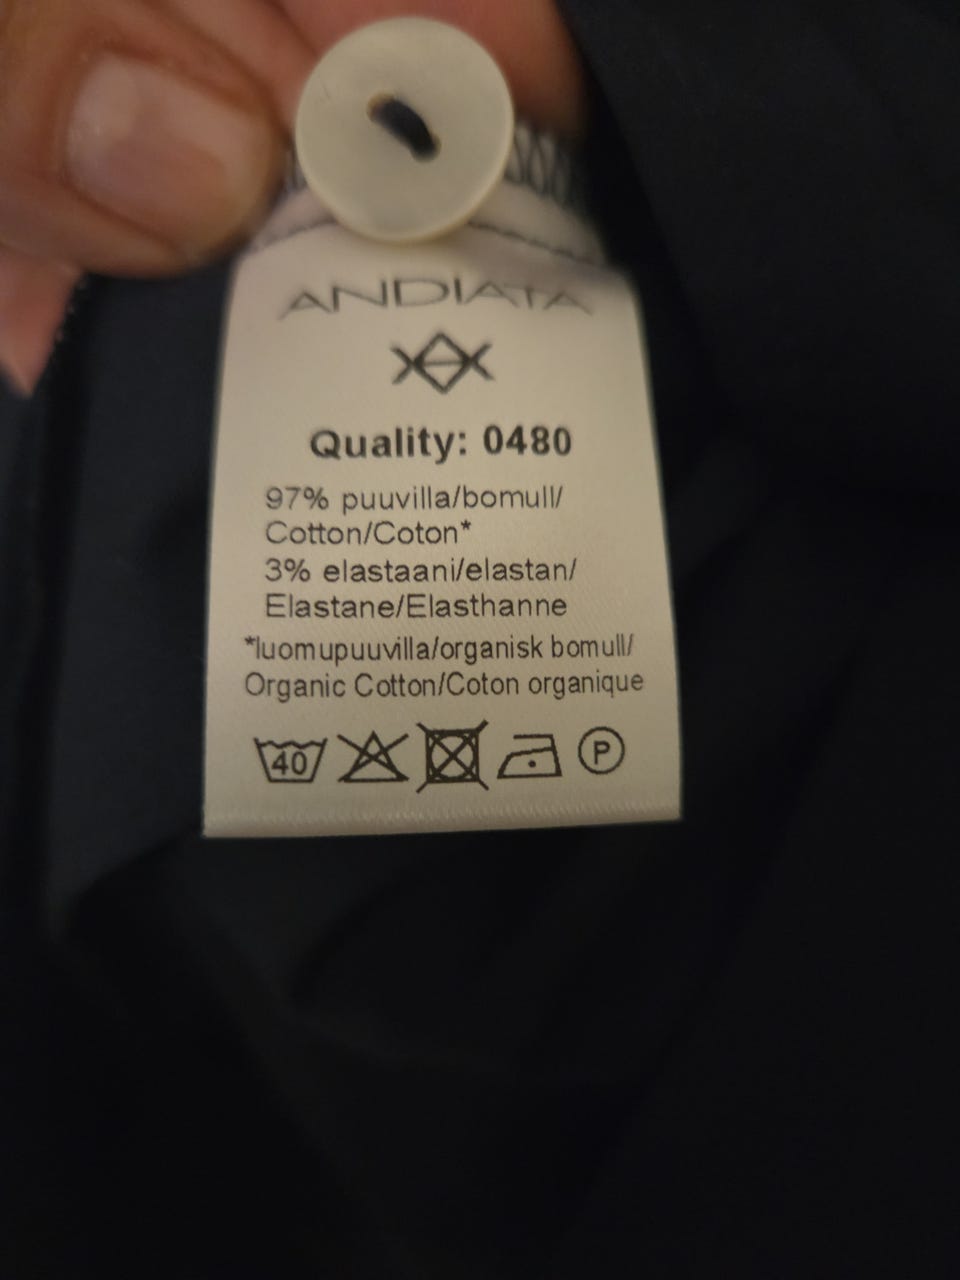 ANDIATA
Quality: 0480
97% puuvilla/bomull/
Cotton/Coton*
3% elastaani/elastan/
Elastane/Elasthanne
*luomupuuvilla/organisk bomull/
Organic Cotton/Coton organique
40 P